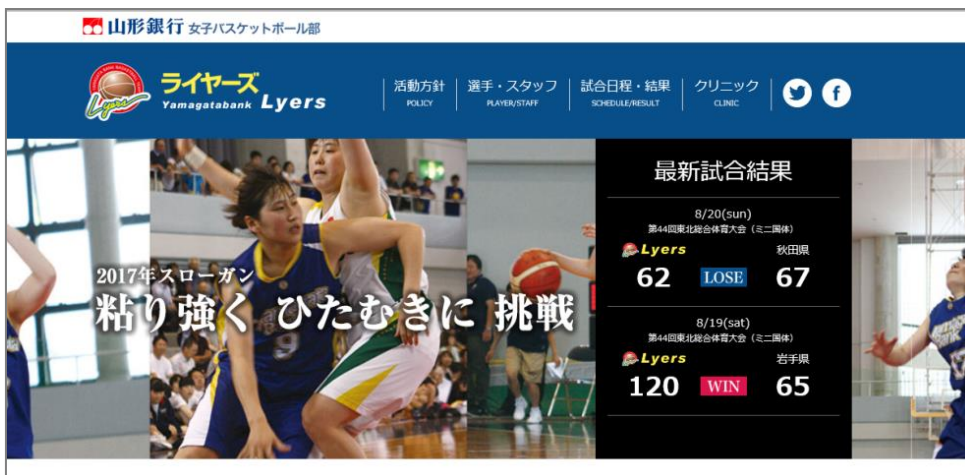 山形銀行 女子バスケットボール部
ライヤーズ
Yamagatabank Lyers
Lyers
活動方針
POLICY
選手・スタッフ
PLAYER/STAFF
試合日程・結果
SCHEDULE/RESULT
クリニック
CLINIC
2017年スローガン
粘り強く ひたむきに 挑戦
9
最新試合結果
8/20(sun)
第44回東北総合体育大会（ミニ国体）
Lyers 秋田県
62 LOSE 67
8/19(sat)
第44回東北総合体育大会（ミニ国体）
Lyers 岩手県
120 WIN 65